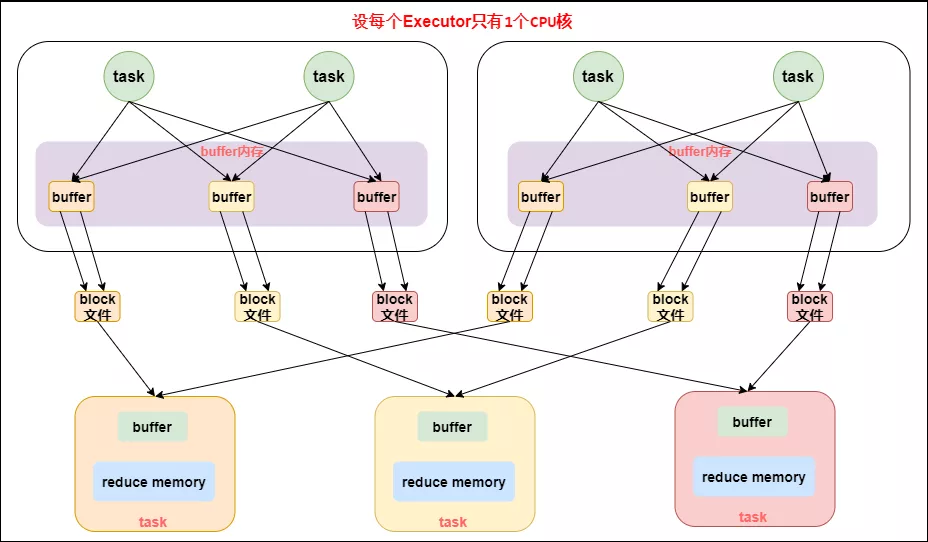 设每个Executor只有1个CPU核
task
task
task
task
buffer内存
buffer内存
buffer
buffer
buffer
buffer
buffer
buffer
block
文件
block
文件
block
文件
block
文件
block
文件
block
文件
buffer
reduce memory
task
buffer
reduce memory
task
buffer
reduce memory
task